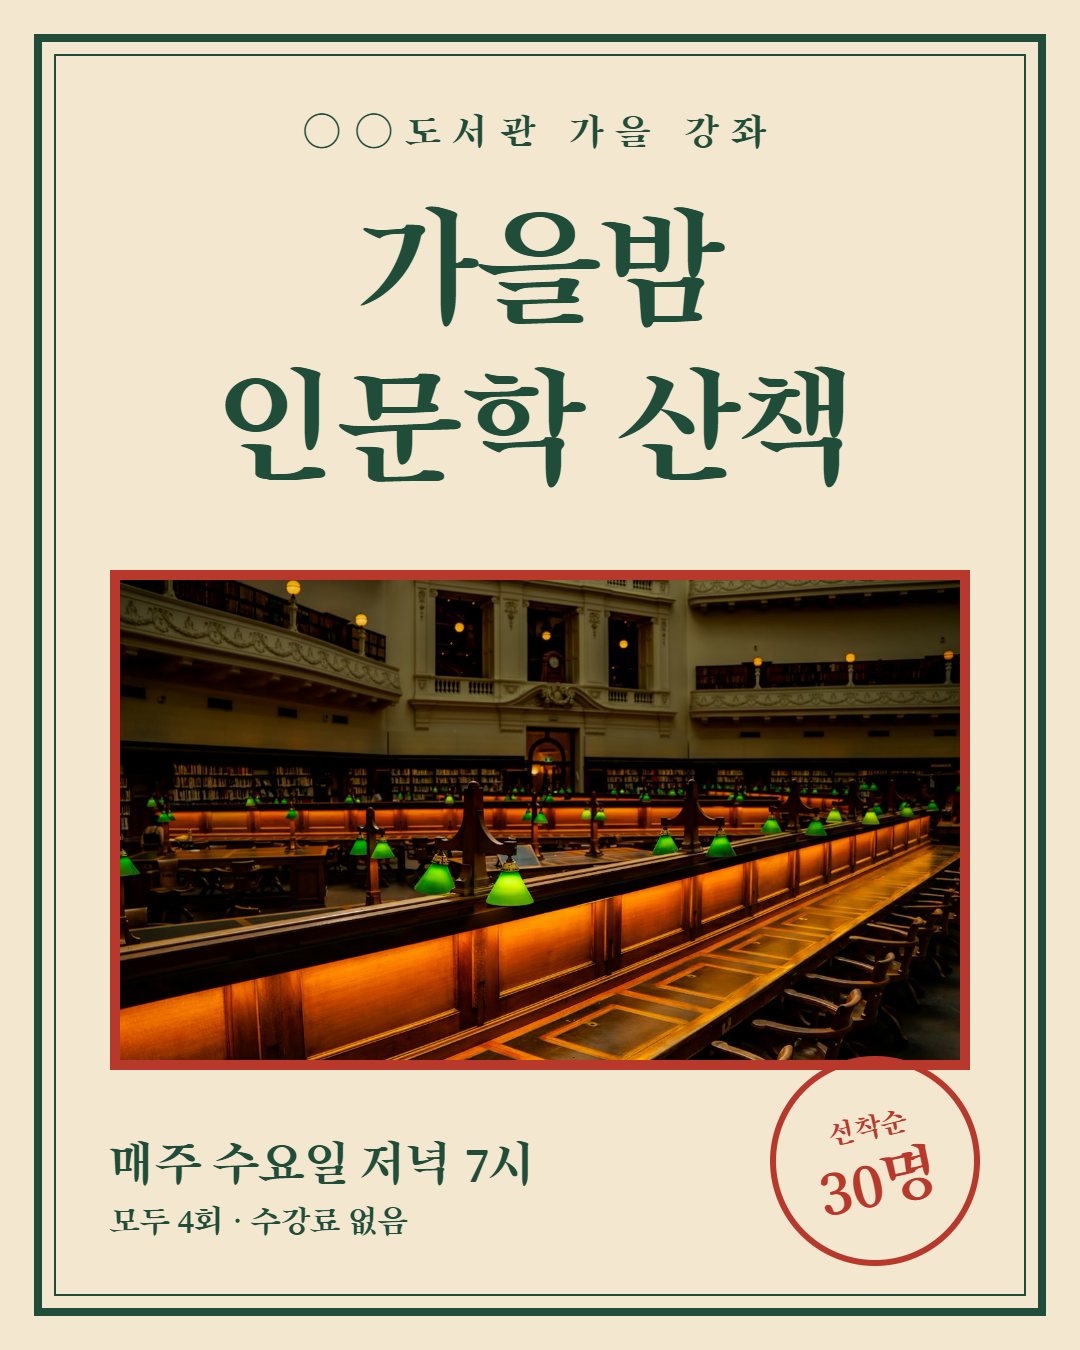 ○○도서관 가을 강좌
가을밤
인문학 산책
매주 수요일 저녁 7시
모두 4회 · 수강료 없음
선착순
30명